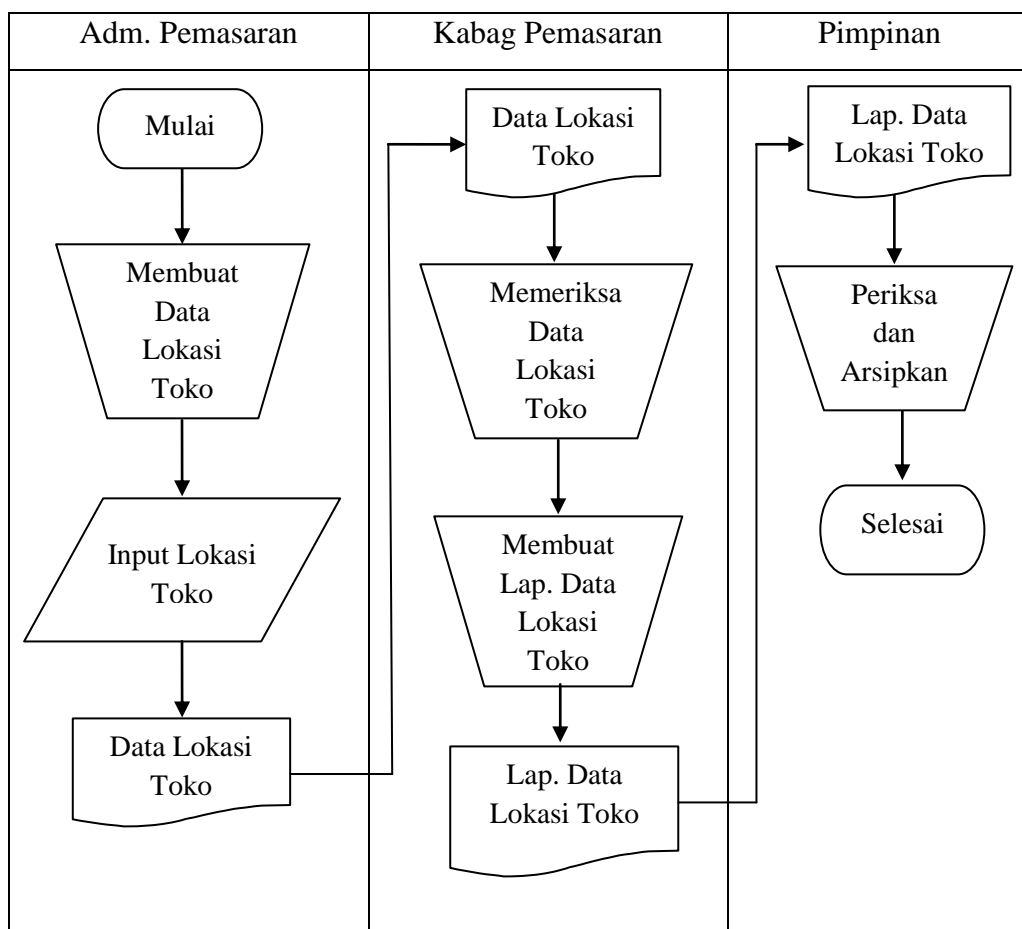 Adm. Pemasaran
Kabag Pemasaran
Pimpinan
Mulai
Membuat
Data
Lokasi
Toko
Input Lokasi
Toko
Data Lokasi
Toko
Data Lokasi
Toko
Memeriksa
Data
Lokasi
Toko
Membuat
Lap. Data
Lokasi
Toko
Lap. Data
Lokasi Toko
Lap. Data
Lokasi Toko
Periksa
dan
Arsipkan
Selesai